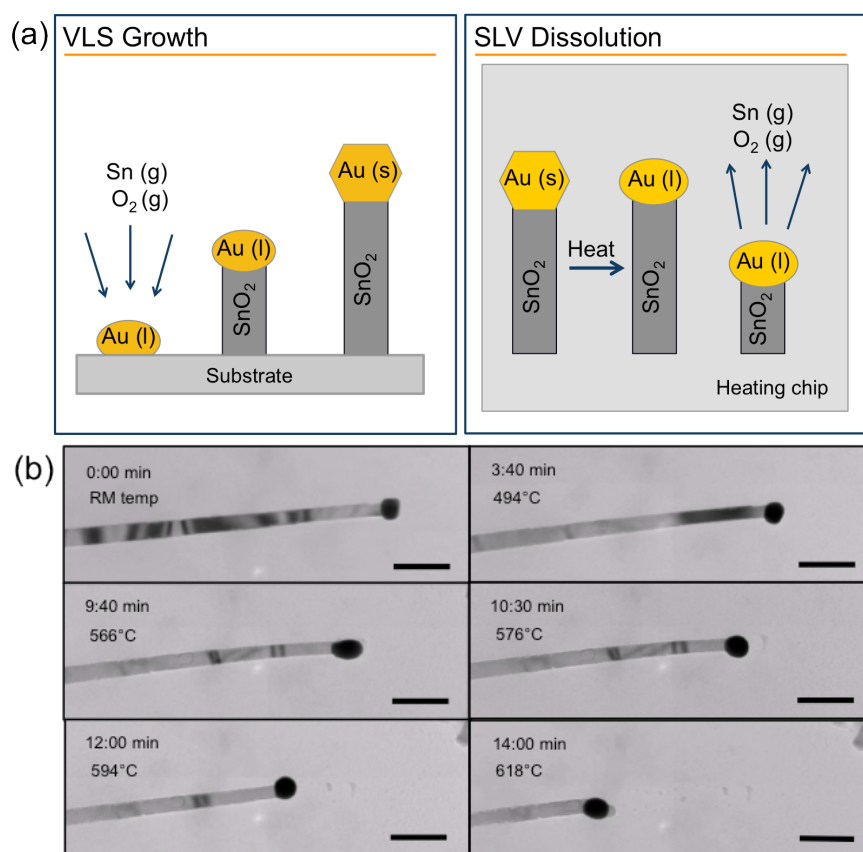 (a)
VLS Growth
Sn (g)
O₂ (g)
Au (l)
Au (l)
SnO₂
Au (s)
SnO₂
Substrate
SLV Dissolution
Au (s)
SnO₂
Heat
Au (l)
SnO₂
Sn (g)
O₂ (g)
Au (l)
SnO₂
Heating chip
(b)
0:00 min
RM temp
3:40 min
494°C
9:40 min
566°C
10:30 min
576°C
12:00 min
594°C
14:00 min
618°C